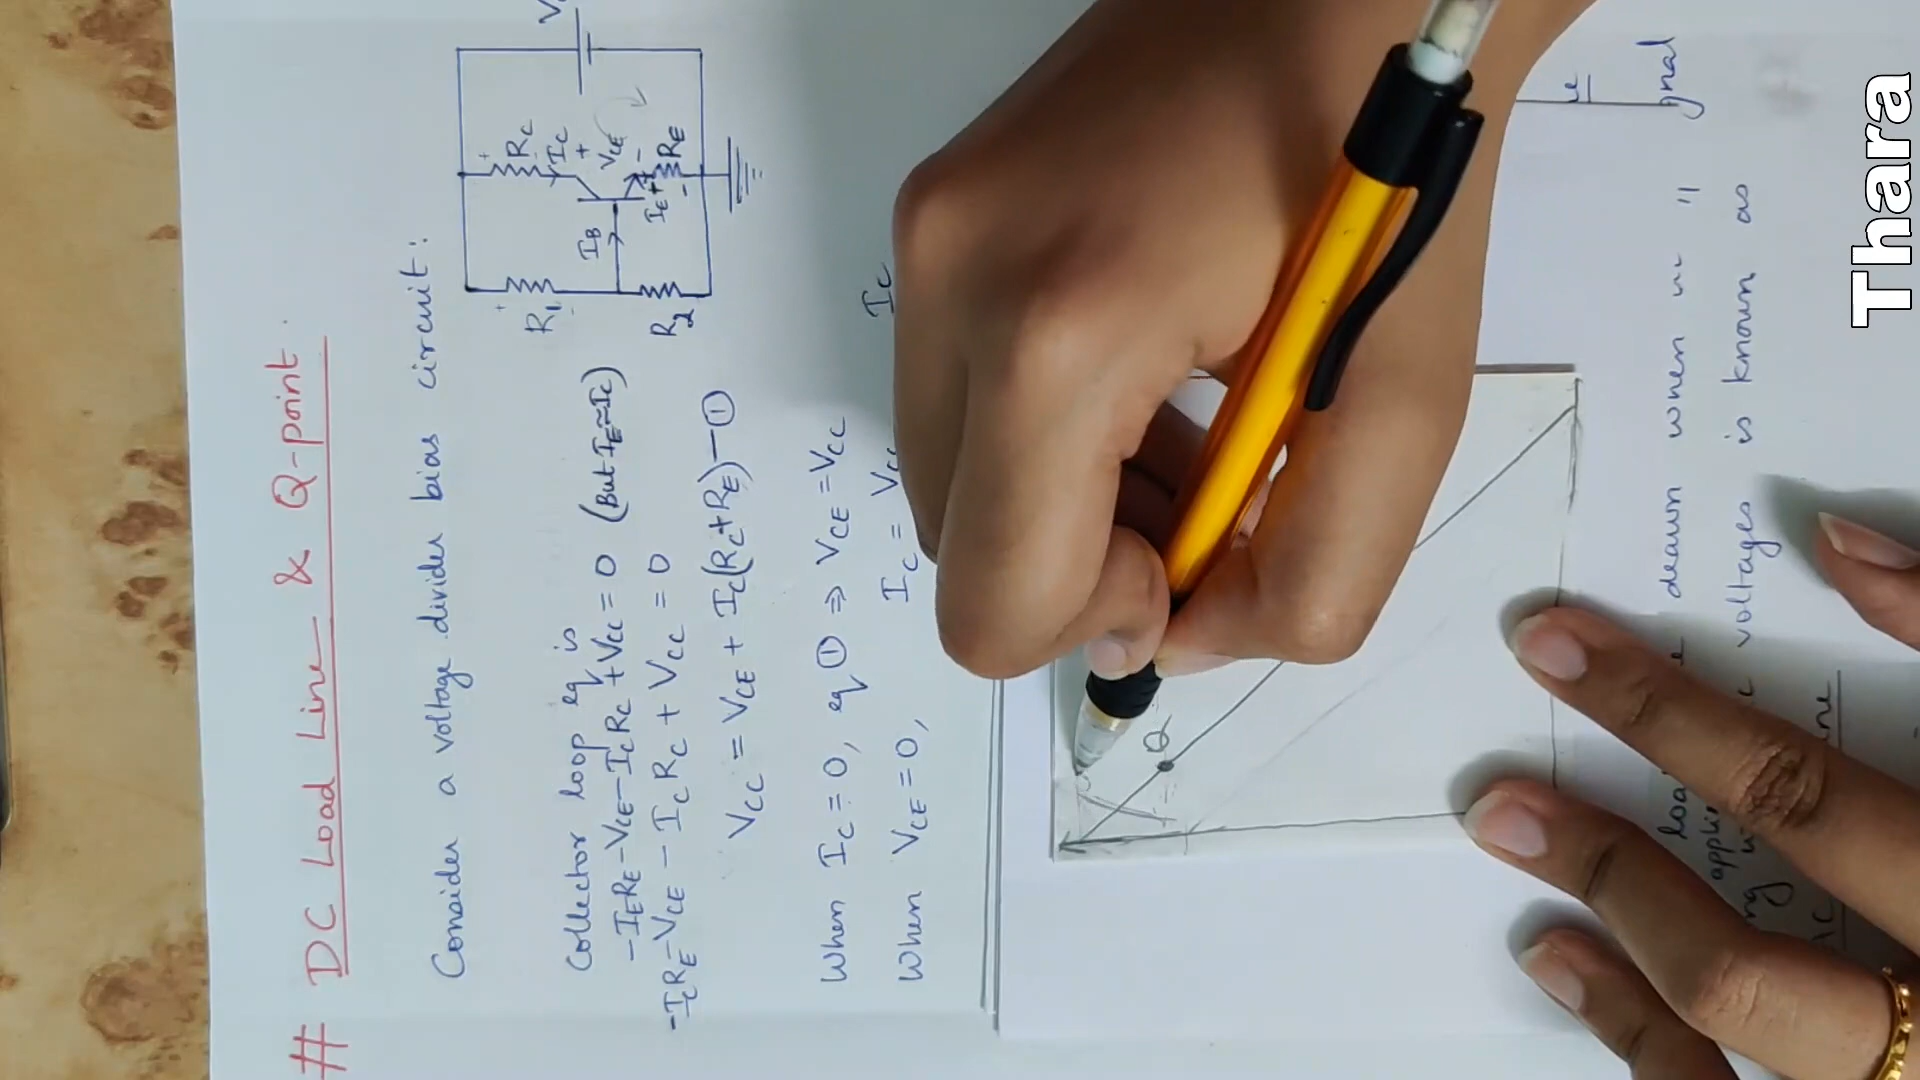 # DC Load Line & Q-point
Consider a voltage divider bias circuit:
R1
R2
RC
IC
+
VCE
-
IB
IE
RE
Collector loop eq is
-IERE-VCE-ICRC+VCC=0 (But IE≈IC)
-ICRE-VCE-ICRC+VCC=0
VCC=VCE+IC(RC+RE)-①
When IC=0, eq ① ⇒ VCE=VCC
When VCE=0, IC=VCC
IC
Q
drawn when
voltages is known as
Thara